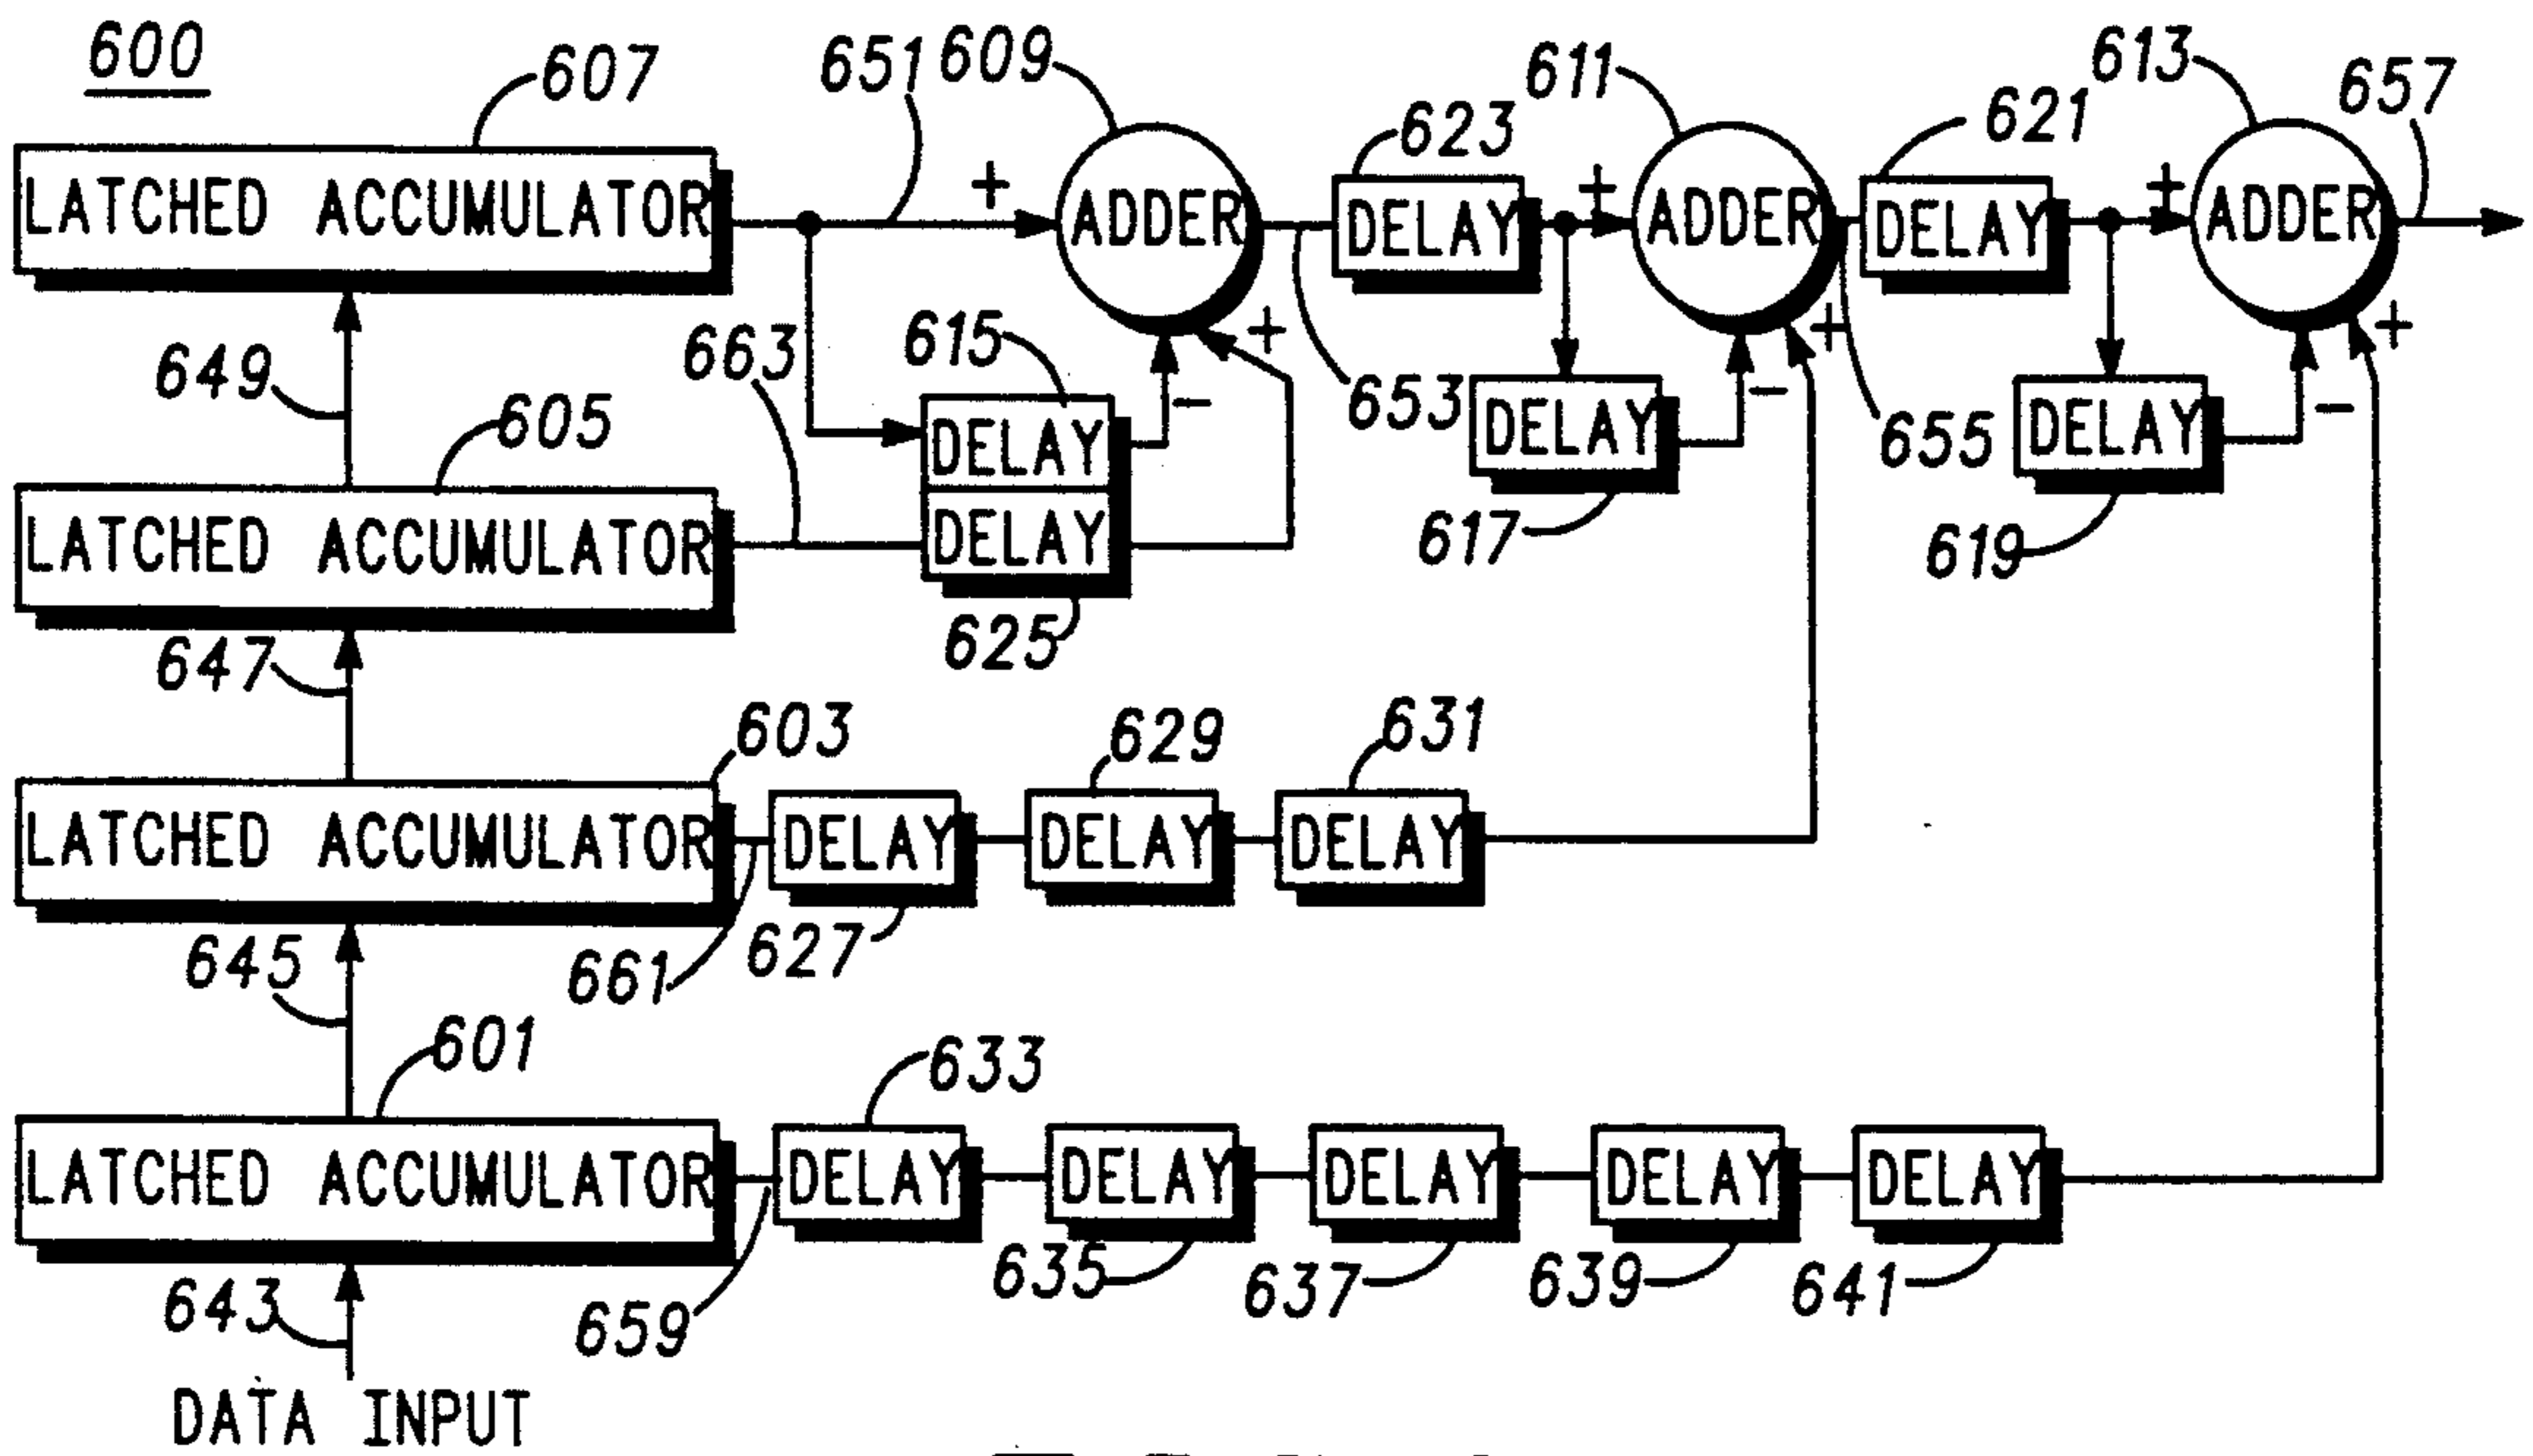 600
607
651
609
623
611
621
613
657
LATCHED ACCUMULATOR
+
ADDER
DELAY
+
ADDER
DELAY
+
ADDER
649
663
615
+
653
+
655
+
605
DELAY
-
DELAY
-
DELAY
-
LATCHED ACCUMULATOR
DELAY
617
619
625
647
603
629
631
LATCHED ACCUMULATOR
DELAY
DELAY
DELAY
645
661
627
601
633
LATCHED ACCUMULATOR
DELAY
DELAY
DELAY
DELAY
DELAY
643
659
635
637
639
641
DATA INPUT